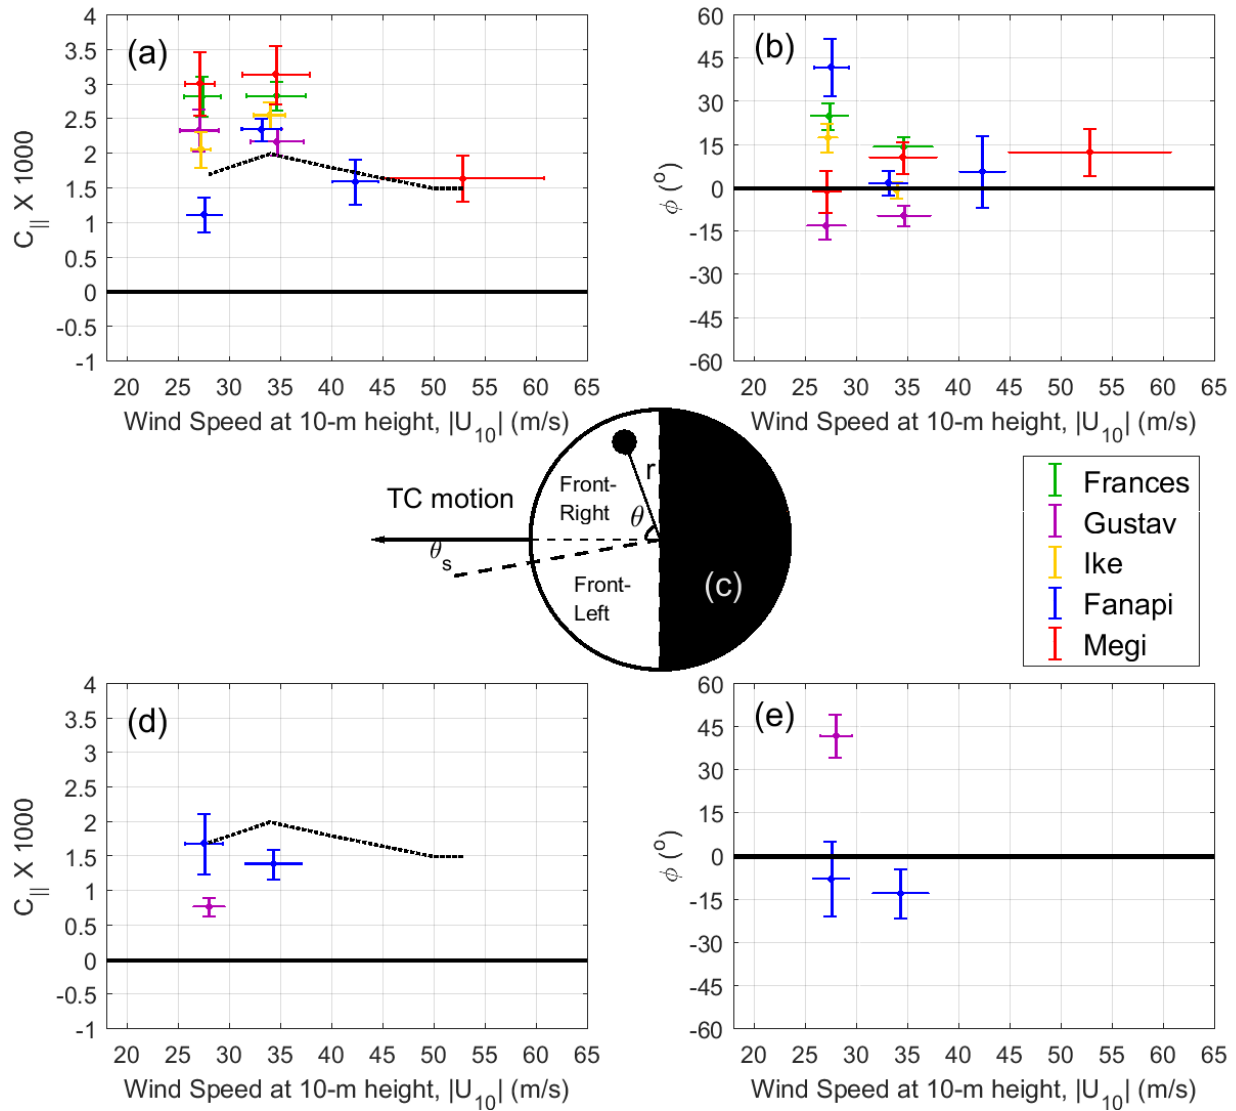 (a)
4
3.5
3
2.5
2
1.5
1
0.5
0
-0.5
-1
C|| X 1000
20 25 30 35 40 45 50 55 60 65
Wind Speed at 10-m height, |U10| (m/s)
(b)
60
45
30
15
0
-15
-30
-45
-60
ϕ (°)
20 25 30 35 40 45 50 55 60 65
Wind Speed at 10-m height, |U10| (m/s)
TC motion
θs
Front-
Right
r
θ
Front-
Left
(c)
Frances
Gustav
Ike
Fanapi
Megi
(d)
4
3.5
3
2.5
2
1.5
1
0.5
0
-0.5
-1
C|| X 1000
20 25 30 35 40 45 50 55 60 65
Wind Speed at 10-m height, |U10| (m/s)
(e)
60
45
30
15
0
-15
-30
-45
-60
ϕ (°)
20 25 30 35 40 45 50 55 60 65
Wind Speed at 10-m height, |U10| (m/s)